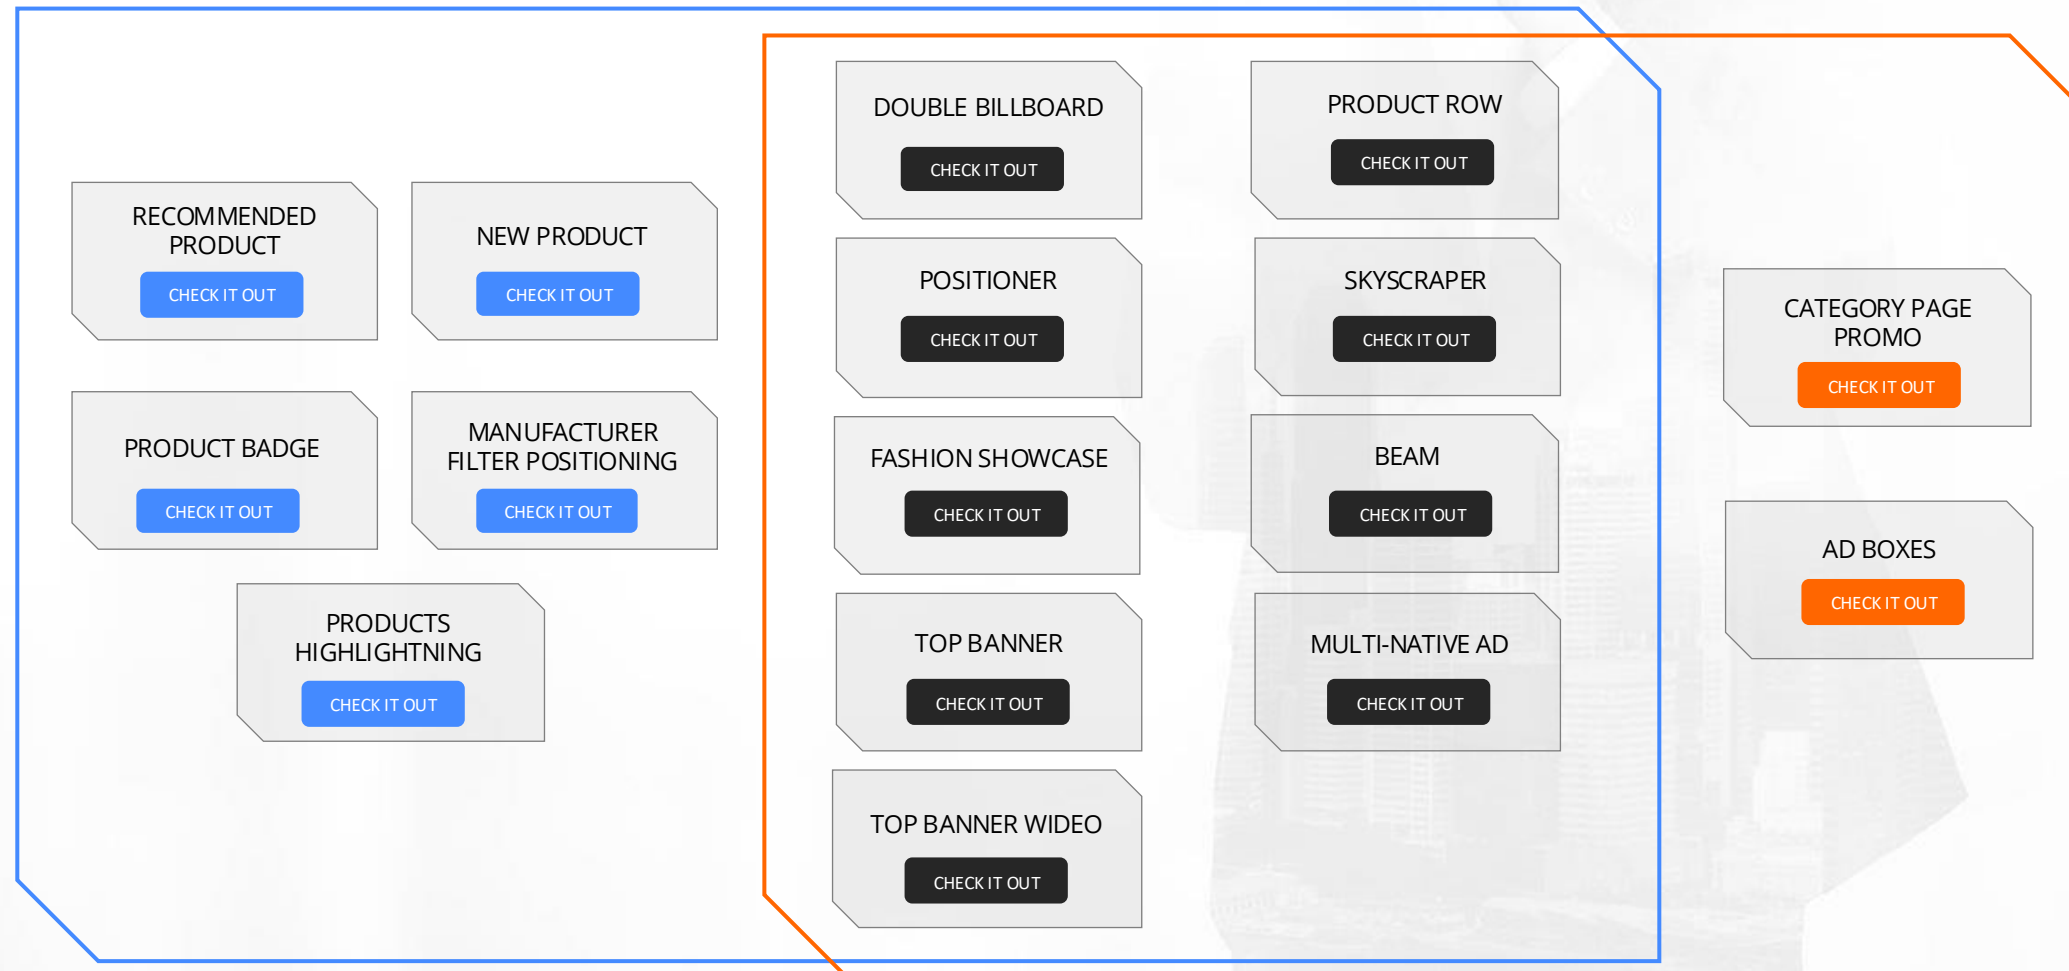 RECOMMENDED
PRODUCT
CHECK IT OUT
NEW PRODUCT
CHECK IT OUT
PRODUCT BADGE
CHECK IT OUT
MANUFACTURER
FILTER POSITIONING
CHECK IT OUT
PRODUCTS
HIGHLIGHTNING
CHECK IT OUT
DOUBLE BILLBOARD
CHECK IT OUT
PRODUCT ROW
CHECK IT OUT
POSITIONER
CHECK IT OUT
SKYSCRAPER
CHECK IT OUT
FASHION SHOWCASE
CHECK IT OUT
BEAM
CHECK IT OUT
TOP BANNER
CHECK IT OUT
MULTI-NATIVE AD
CHECK IT OUT
TOP BANNER WIDEO
CHECK IT OUT
CATEGORY PAGE
PROMO
CHECK IT OUT
AD BOXES
CHECK IT OUT